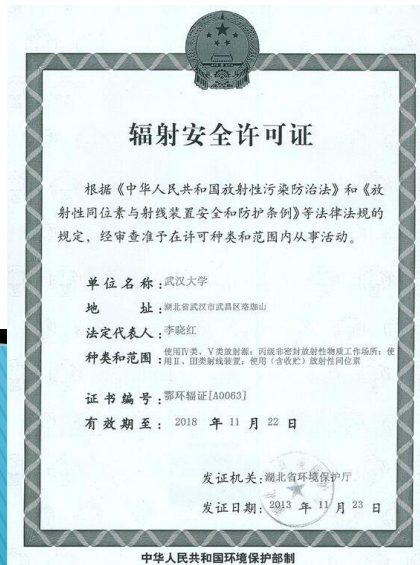 辐射安全许可证
根据《中华人民共和国放射性污染防治法》和《放
射性同位素与射线装置安全和防护条例》等法律法规的
规定，经审查准予在许可种类和范围内从事活动。
单位名称：武汉大学
地 址：湖北省武汉市武昌区珞珈山
法定代表人：李晓红
种类和范围：使用Ⅳ类、Ⅴ类放射源；丙级非密封放射性物质工作场所；使
用Ⅱ、Ⅲ类射线装置；使用（含收贮）放射性同位素
证书编号：鄂环辐证[A0063]
有效期至：2018 年 11 月 22 日
发证机关：湖北省环境保护厅
发证日期：2013 年 11 月 23 日
中华人民共和国环境保护部制